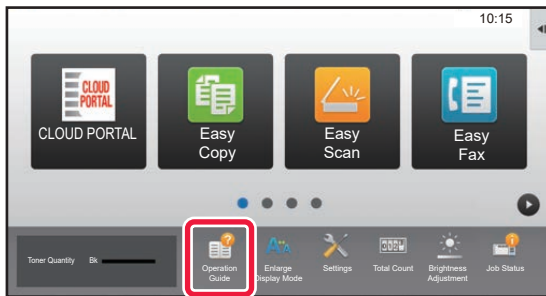 10:15
CLOUD
PORTAL
CLOUD PORTAL
Easy
Copy
Easy
Scan
Easy
Fax
Toner Quantity Bk
Operation
Guide
Enlarge
Display Mode
Settings
Total Count
Brightness
Adjustment
Job Status